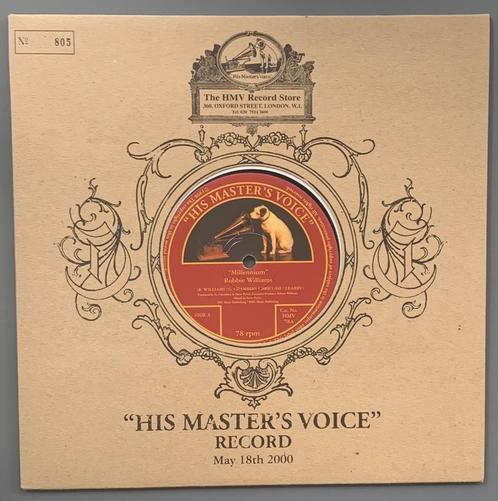 No 805
His Master's Voice
The HMV Record Store
360, OXFORD STREET, LONDON, W.1.
Tel: 020 7514 3600
"HIS MASTER'S VOICE"
"Millennium"
Robbie Williams
SIDE A
Cat. No.
HMV
78A
78 rpm
"HIS MASTER'S VOICE"
RECORD
May 18th 2000